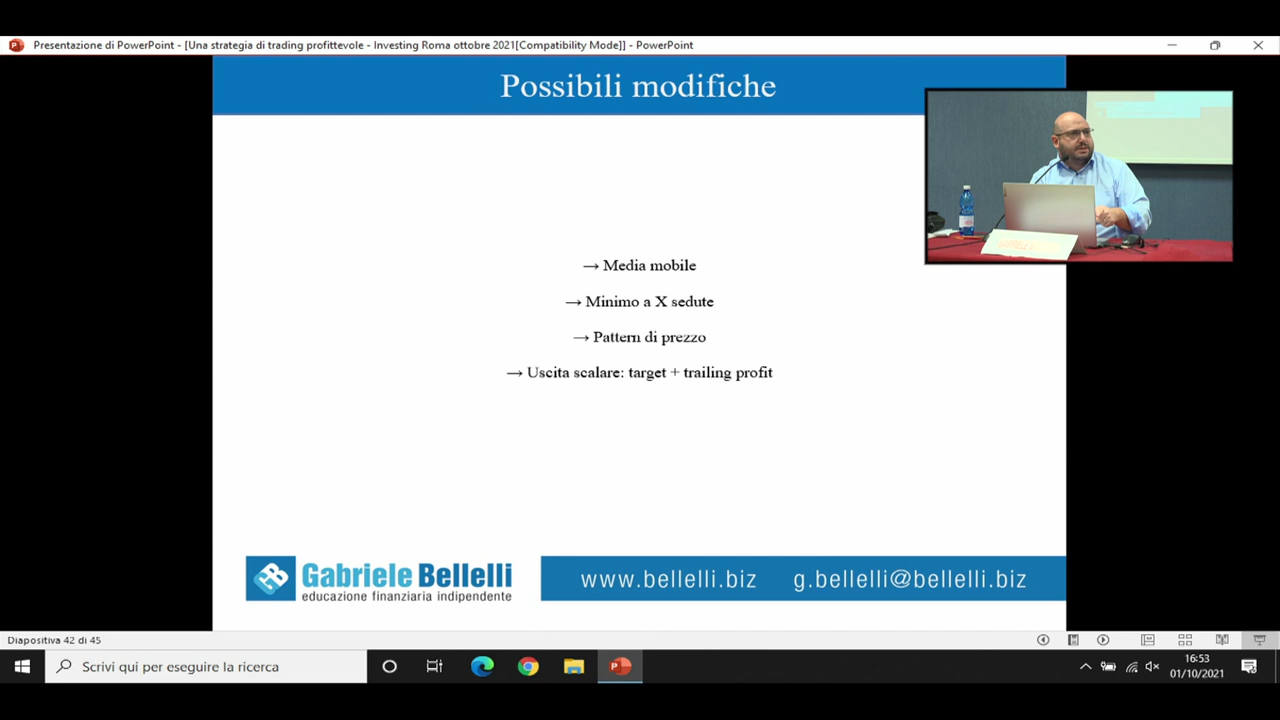 Presentazione di PowerPoint - [Una strategia di trading profittevole - Investing Roma ottobre 2021[Compatibility Mode]] - PowerPoint
Possibili modifiche
→ Media mobile
→ Minimo a X sedute
→ Pattern di prezzo
→ Uscita scalare: target + trailing profit
Gabriele Bellelli
educazione finanziaria indipendente
www.bellelli.biz g.bellelli@bellelli.biz
Diapositiva 42 di 45
Scrivi qui per eseguire la ricerca
16:53
01/10/2021